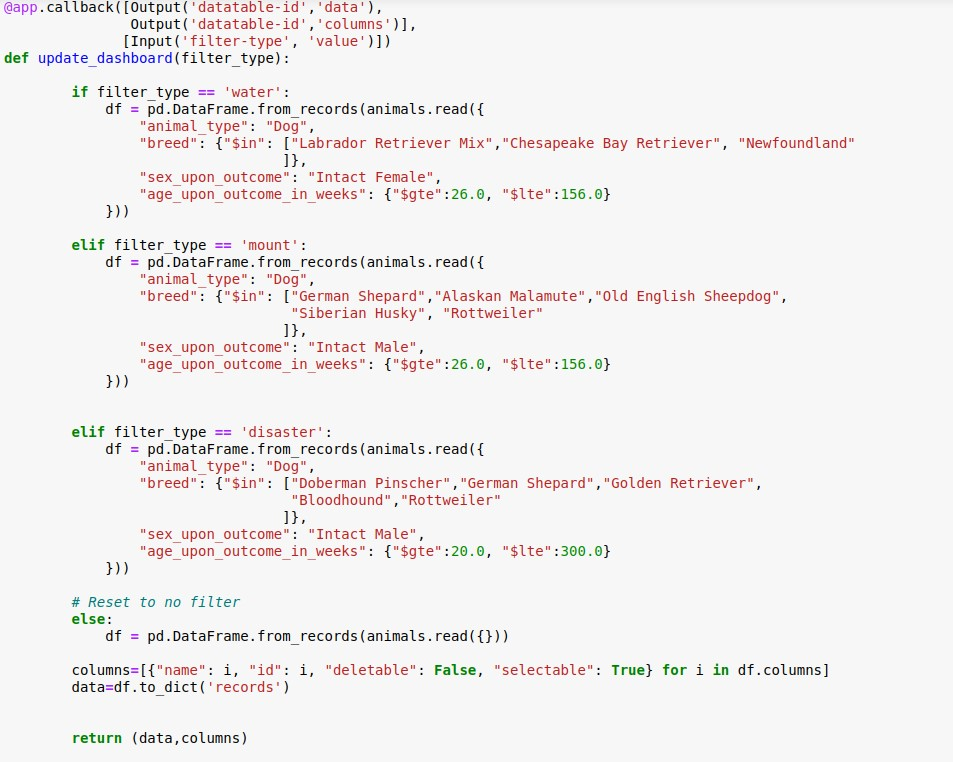 @app.callback([Output('datatable-id','data'),
               Output('datatable-id','columns')],
              [Input('filter-type', 'value')])
def update_dashboard(filter_type):
        if filter_type == 'water':
            df = pd.DataFrame.from_records(animals.read({
                "animal_type": "Dog",
                "breed": {"$in": ["Labrador Retriever Mix","Chesapeake Bay Retriever", "Newfoundland"
                                 ]},
                "sex_upon_outcome": "Intact Female",
                "age_upon_outcome_in_weeks": {"$gte":26.0, "$lte":156.0}
            }))
        elif filter_type == 'mount':
            df = pd.DataFrame.from_records(animals.read({
                "animal_type": "Dog",
                "breed": {"$in": ["German Shepard","Alaskan Malamute","Old English Sheepdog",
                                  "Siberian Husky", "Rottweiler"
                                 ]},
                "sex_upon_outcome": "Intact Male",
                "age_upon_outcome_in_weeks": {"$gte":26.0, "$lte":156.0}
            }))
        elif filter_type == 'disaster':
            df = pd.DataFrame.from_records(animals.read({
                "animal_type": "Dog",
                "breed": {"$in": ["Doberman Pinscher","German Shepard","Golden Retriever",
                                  "Bloodhound","Rottweiler"
                                 ]},
                "sex_upon_outcome": "Intact Male",
                "age_upon_outcome_in_weeks": {"$gte":20.0, "$lte":300.0}
            }))
        # Reset to no filter
        else:
            df = pd.DataFrame.from_records(animals.read({}))
        columns=[{"name": i, "id": i, "deletable": False, "selectable": True} for i in df.columns]
        data=df.to_dict('records')
        return (data,columns)